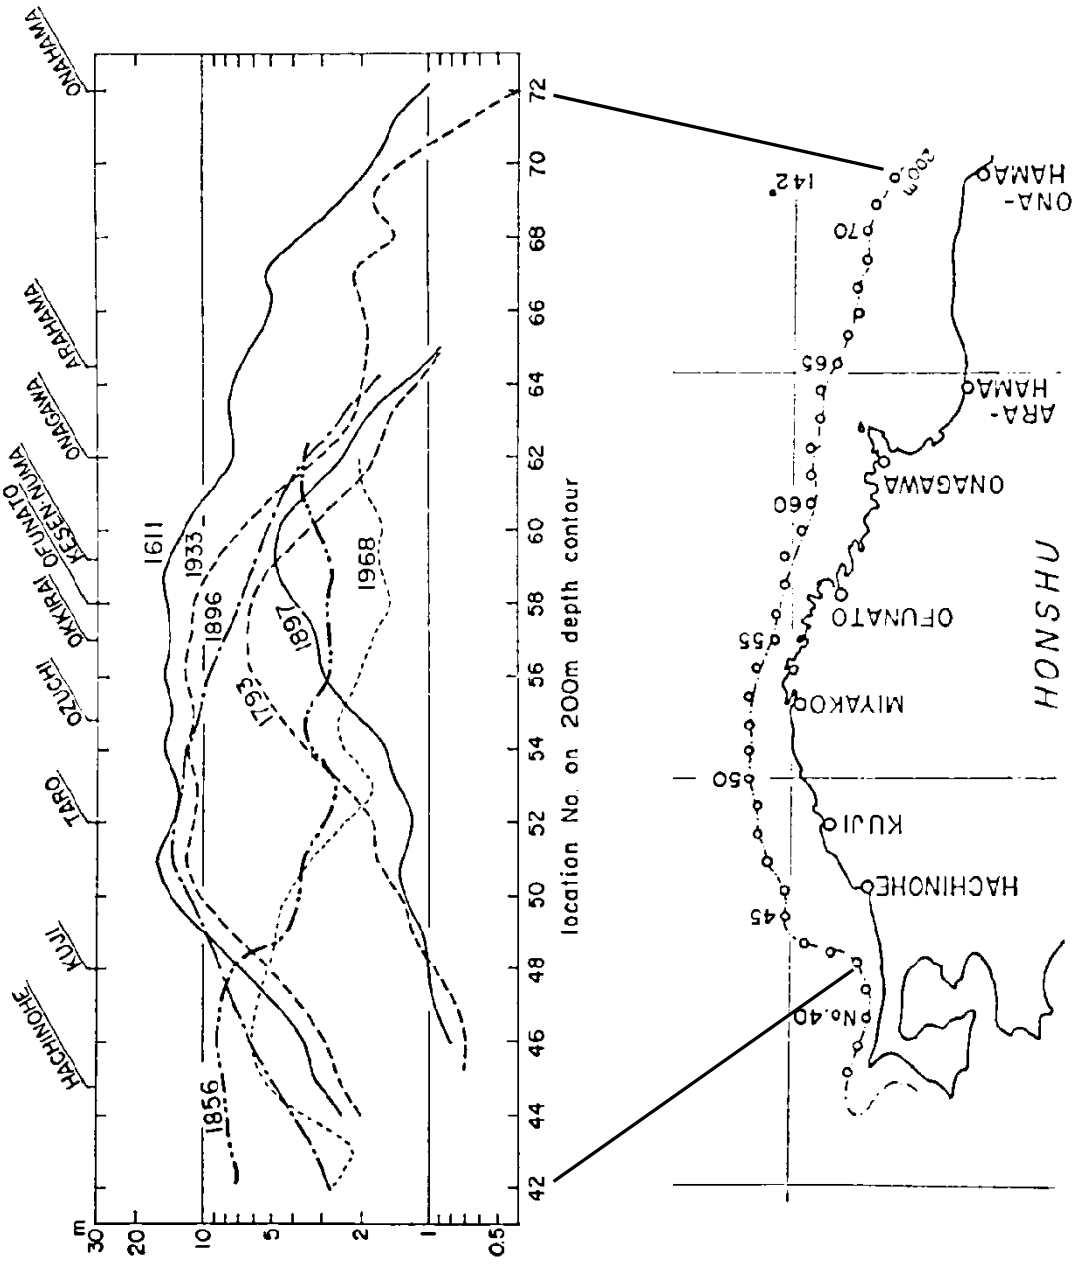 HACHINOHE
KUJI
TARO
OZUCHI
OKKIRAI
OFUNATO
KESEN-NUMA
ONAGAWA
ARAHAMA
ONAHAMA
m
30
20
10
5
2
1
0.5
1611
1933
1896
1793
1897
1968
1856
42
44
46
48
50
52
54
56
58
60
62
64
66
68
70
72
location No. on 200m depth contour
142°
200m
No.40
45
50
55
60
65
70
HACHINOHE
KUJI
MIYAKO
OFUNATO
ONAGAWA
ARA-
HAMA
ONA-
HAMA
HONSHU